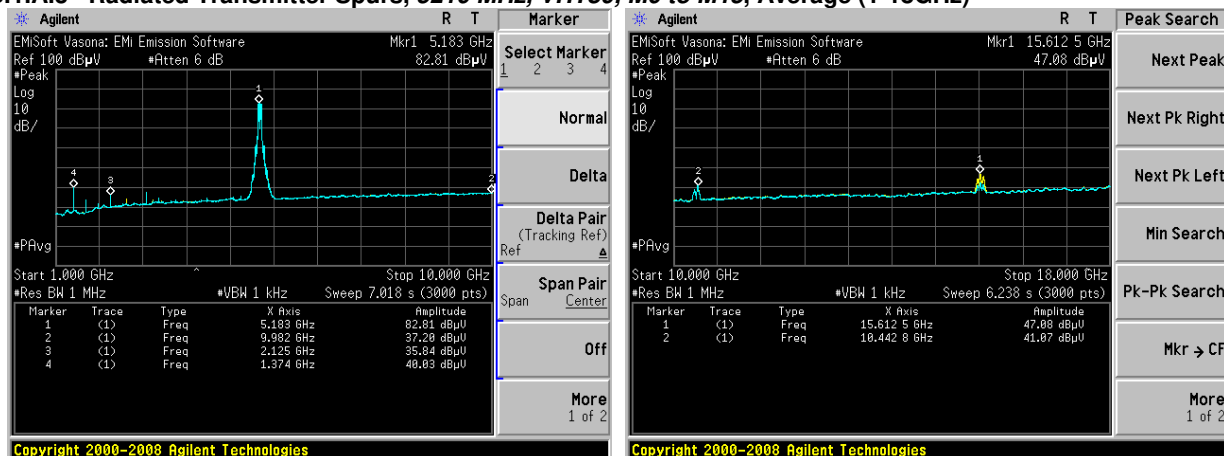 Radiated Transmitter Spurs, 5210 MHz, VHT80, M0 to M15, Average (1-18GHz)
Agilent R T
EMiSoft Vasona: EMi Emission Software Mkr1 5.183 GHz
Ref 100 dBµV #Atten 6 dB 82.81 dBµV
#Peak
Log
10
dB/
1
4
3
2
#PAvg
Start 1.000 GHz ^ Stop 10.000 GHz
#Res BW 1 MHz #VBW 1 kHz Sweep 7.018 s (3000 pts)
Marker Trace Type X Axis Amplitude
1 (1) Freq 5.183 GHz 82.81 dBµV
2 (1) Freq 9.982 GHz 37.20 dBµV
3 (1) Freq 2.125 GHz 35.84 dBµV
4 (1) Freq 1.374 GHz 40.03 dBµV
Copyright 2000-2008 Agilent Technologies
Marker
Select Marker
1 2 3 4
Normal
Delta
Delta Pair
(Tracking Ref)
Ref Δ
Span Pair
Span Center
Off
More
1 of 2
Agilent R T
EMiSoft Vasona: EMi Emission Software Mkr1 15.612 5 GHz
Ref 100 dBµV #Atten 6 dB 47.08 dBµV
#Peak
Log
10
dB/
1
2
#PAvg
Start 10.000 GHz Stop 18.000 GHz
#Res BW 1 MHz #VBW 1 kHz Sweep 6.238 s (3000 pts)
Marker Trace Type X Axis Amplitude
1 (1) Freq 15.612 5 GHz 47.08 dBµV
2 (1) Freq 10.442 8 GHz 41.07 dBµV
Copyright 2000-2008 Agilent Technologies
Peak Search
Next Peak
Next Pk Right
Next Pk Left
Min Search
Pk-Pk Search
Mkr → CF
More
1 of 2